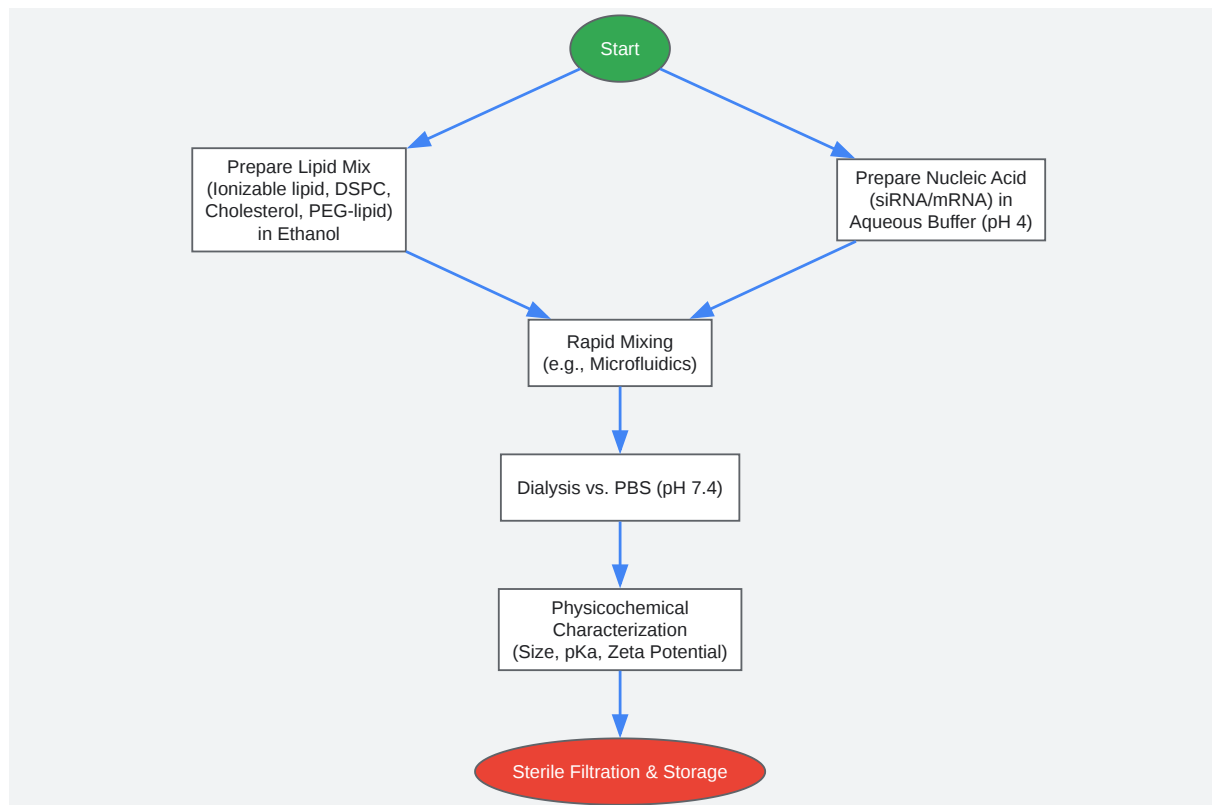 Start
Prepare Lipid Mix
(Ionizable lipid, DSPC,
Cholesterol, PEG-lipid)
in Ethanol
Prepare Nucleic Acid
(siRNA/mRNA) in
Aqueous Buffer (pH 4)
Rapid Mixing
(e.g., Microfluidics)
Dialysis vs. PBS (pH 7.4)
Physicochemical
Characterization
(Size, pKa, Zeta Potential)
Sterile Filtration & Storage